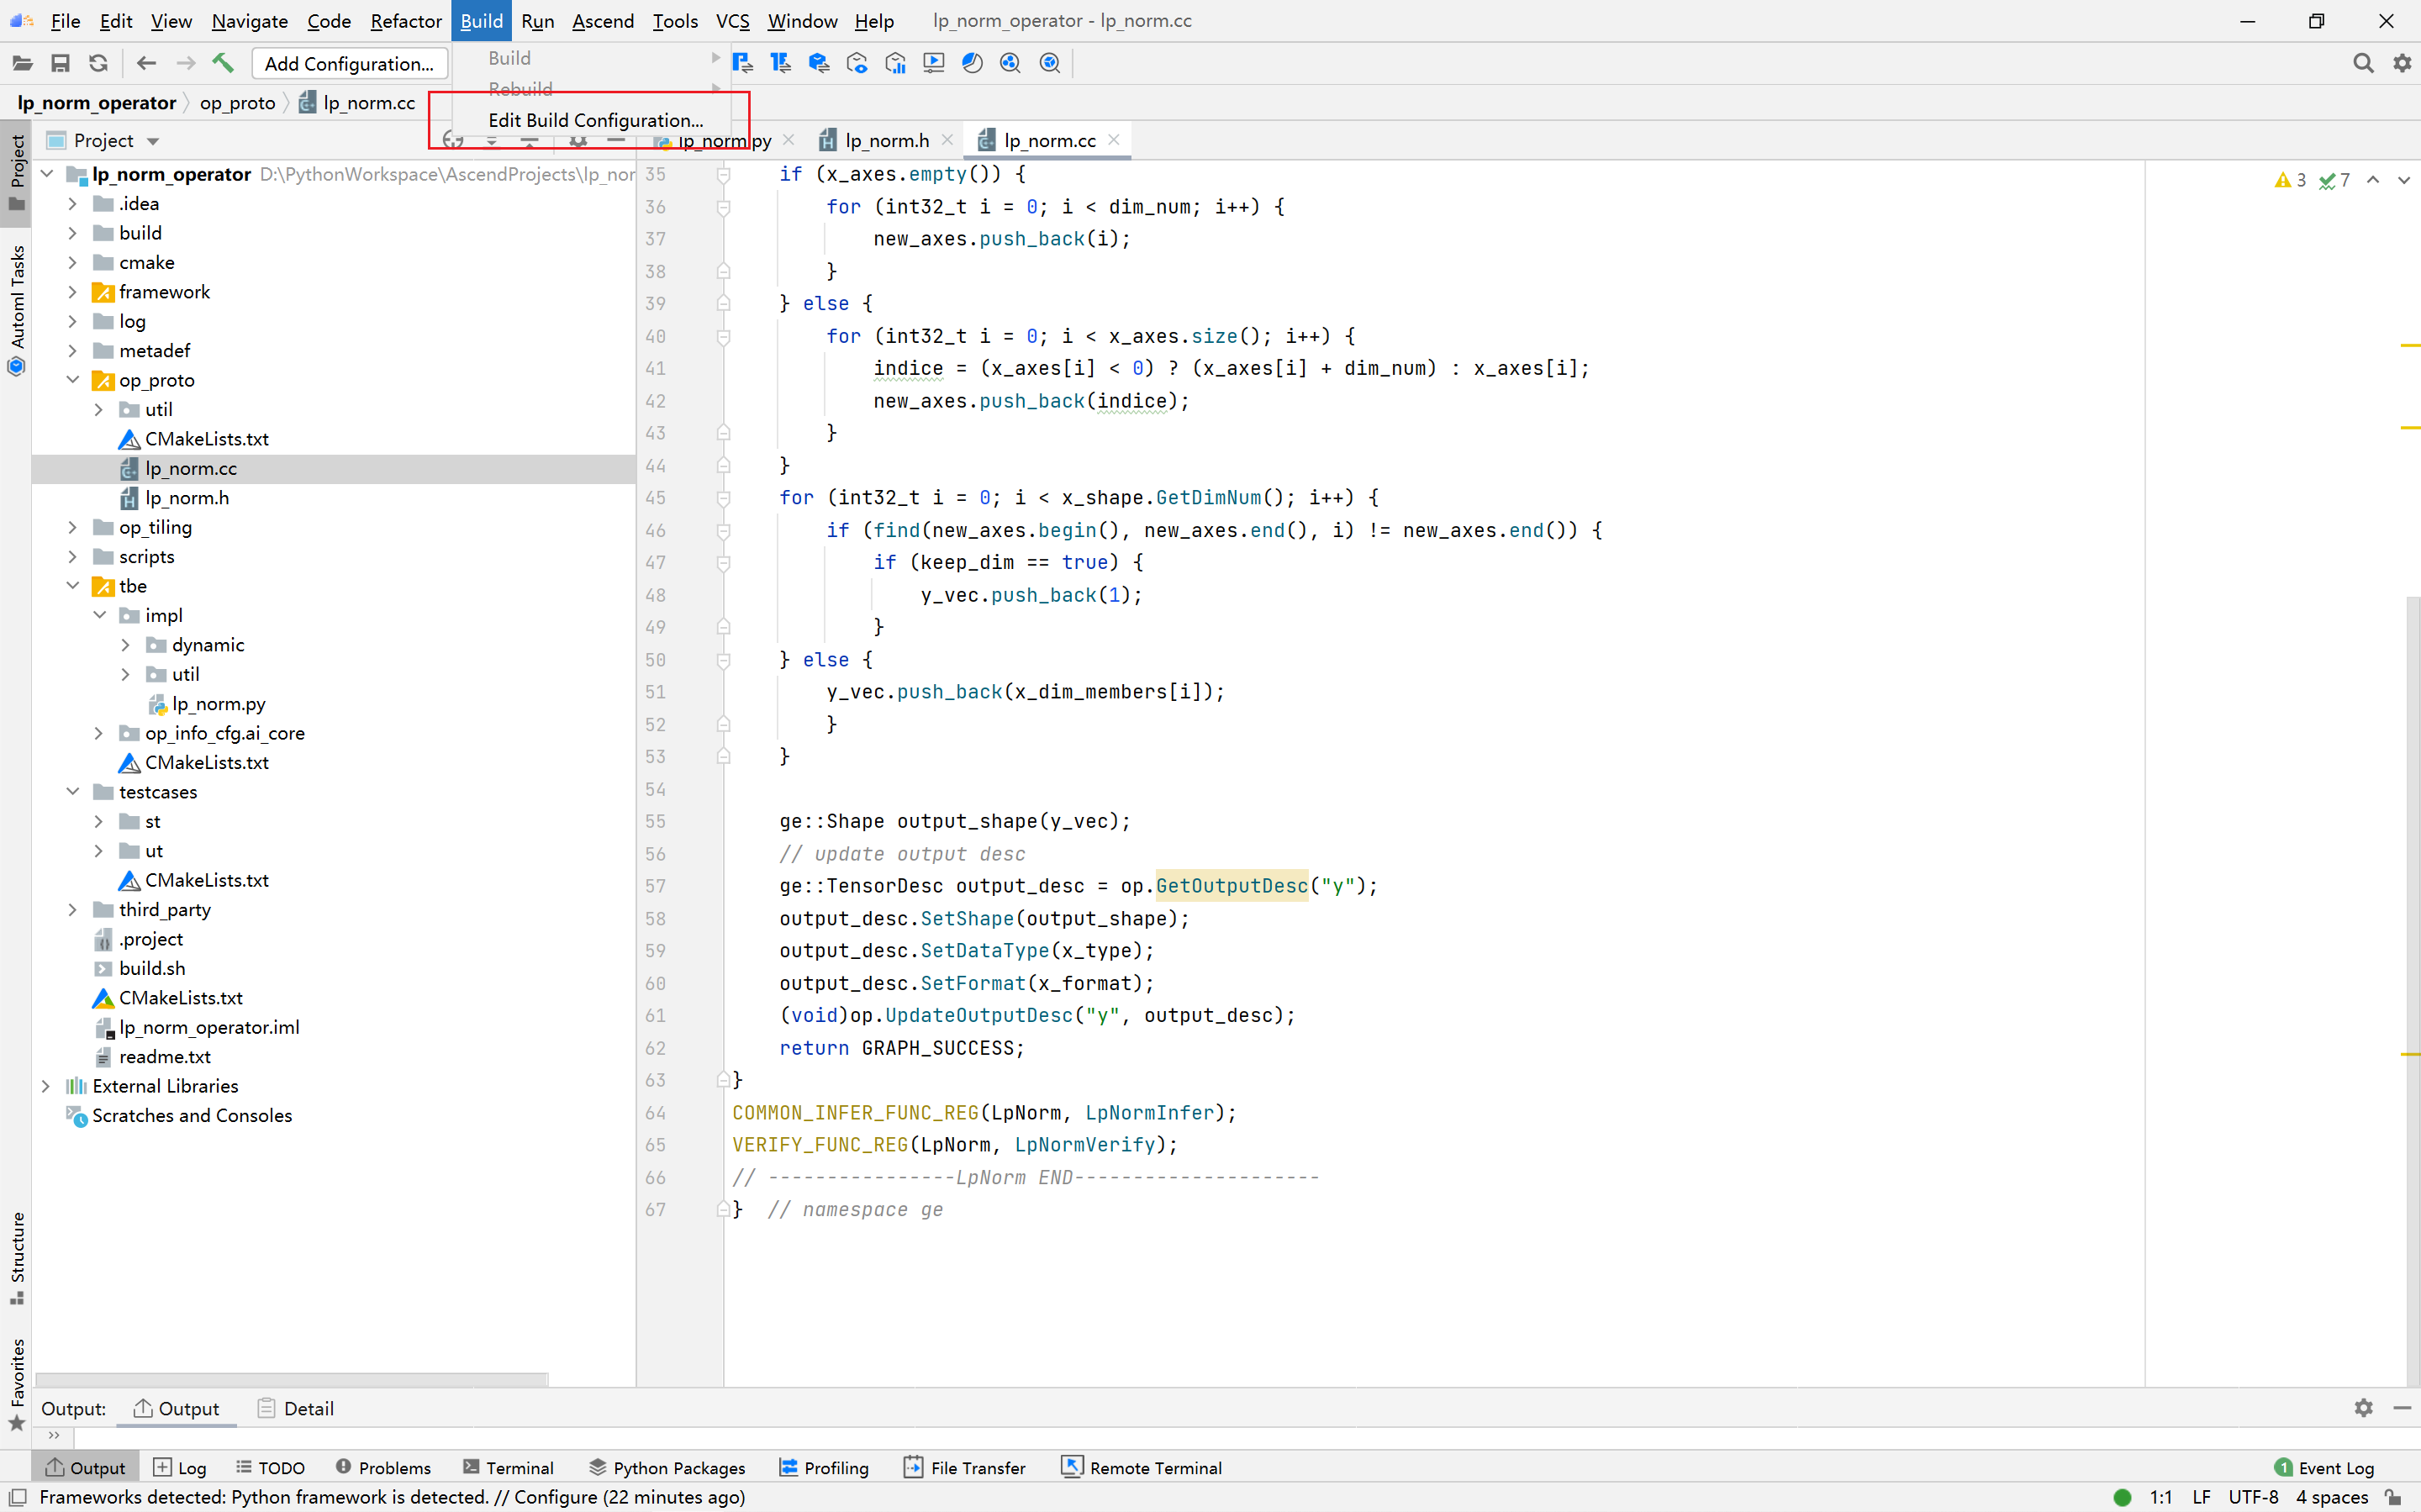 File Edit View Navigate Code Refactor Build Run Ascend Tools VCS Window Help lp_norm_operator - lp_norm.cc
Add Configuration...
Build
Rebuild
Edit Build Configuration...
lp_norm_operator op_proto lp_norm.cc
Project
lp_norm.py lp_norm.h lp_norm.cc
Project
Automl Tasks
Structure
Favorites
lp_norm_operator D:\PythonWorkspace\AscendProjects\lp_nor
.idea
build
cmake
framework
log
metadef
op_proto
util
CMakeLists.txt
lp_norm.cc
lp_norm.h
op_tiling
scripts
tbe
impl
dynamic
util
lp_norm.py
op_info_cfg.ai_core
CMakeLists.txt
testcases
st
ut
CMakeLists.txt
third_party
.project
build.sh
CMakeLists.txt
lp_norm_operator.iml
readme.txt
External Libraries
Scratches and Consoles
3 7
35 if (x_axes.empty()) {
36 for (int32_t i = 0; i < dim_num; i++) {
37 new_axes.push_back(i);
38 }
39 } else {
40 for (int32_t i = 0; i < x_axes.size(); i++) {
41 indice = (x_axes[i] < 0) ? (x_axes[i] + dim_num) : x_axes[i];
42 new_axes.push_back(indice);
43 }
44 }
45 for (int32_t i = 0; i < x_shape.GetDimNum(); i++) {
46 if (find(new_axes.begin(), new_axes.end(), i) != new_axes.end()) {
47 if (keep_dim == true) {
48 y_vec.push_back(1);
49 }
50 } else {
51 y_vec.push_back(x_dim_members[i]);
52 }
53 }
54
55 ge::Shape output_shape(y_vec);
56 // update output desc
57 ge::TensorDesc output_desc = op.GetOutputDesc("y");
58 output_desc.SetShape(output_shape);
59 output_desc.SetDataType(x_type);
60 output_desc.SetFormat(x_format);
61 (void)op.UpdateOutputDesc("y", output_desc);
62 return GRAPH_SUCCESS;
63 }
64 COMMON_INFER_FUNC_REG(LpNorm, LpNormInfer);
65 VERIFY_FUNC_REG(LpNorm, LpNormVerify);
66 // ----------------LpNorm END---------------------
67 } // namespace ge
Output: Output Detail
Output Log TODO Problems Terminal Python Packages Profiling File Transfer Remote Terminal 1 Event Log
Frameworks detected: Python framework is detected. // Configure (22 minutes ago) 1:1 LF UTF-8 4 spaces